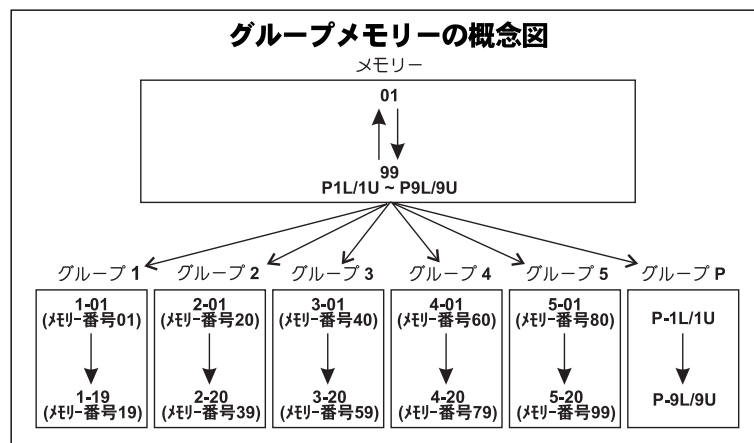 グループメモリーの概念図
メモリー
01
99
P1L/1U ~ P9L/9U
グループ 1
グループ 2
グループ 3
グループ 4
グループ 5
グループ P
1-01
(ﾒﾓﾘｰ番号01)
1-19
(ﾒﾓﾘｰ番号19)
2-01
(ﾒﾓﾘｰ番号20)
2-20
(ﾒﾓﾘｰ番号39)
3-01
(ﾒﾓﾘｰ番号40)
3-20
(ﾒﾓﾘｰ番号59)
4-01
(ﾒﾓﾘｰ番号60)
4-20
(ﾒﾓﾘｰ番号79)
5-01
(ﾒﾓﾘｰ番号80)
5-20
(ﾒﾓﾘｰ番号99)
P-1L/1U
P-9L/9U